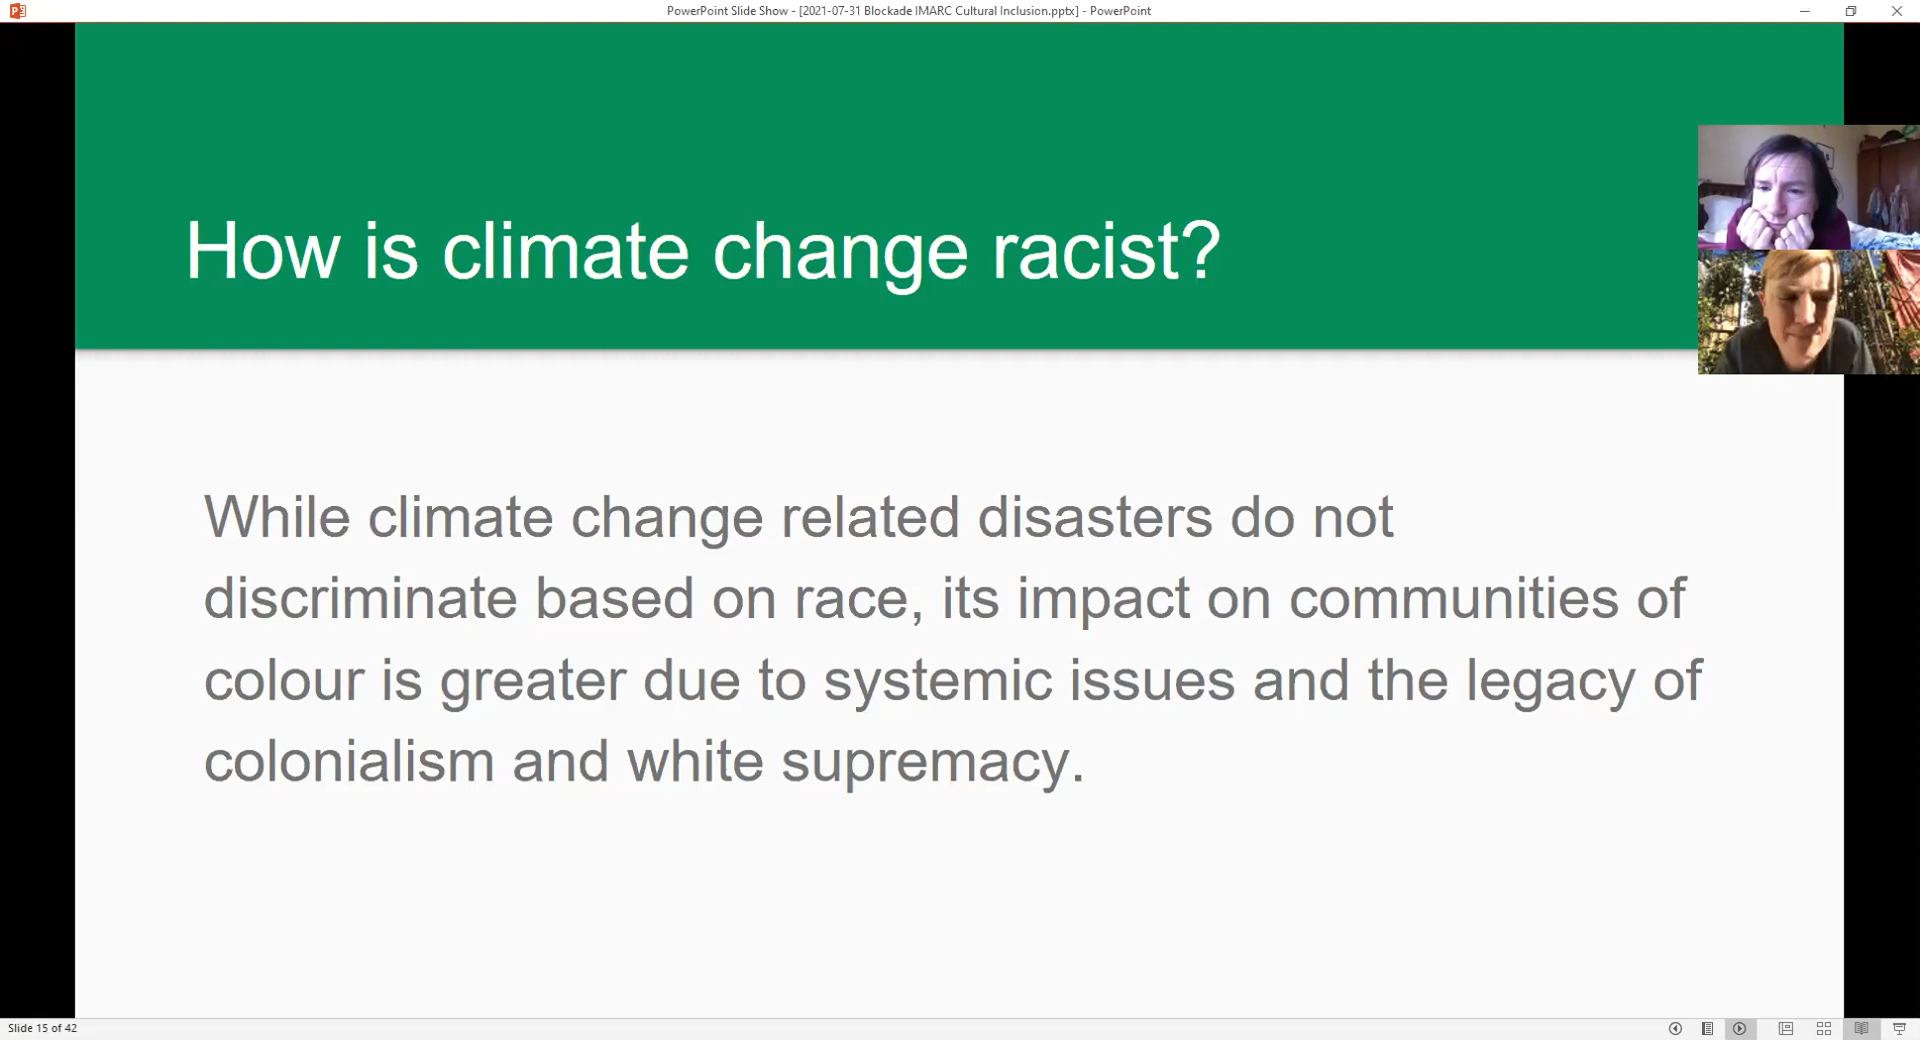 PowerPoint Slide Show - [2021-07-31 Blockade IMARC Cultural Inclusion.pptx] - PowerPoint
How is climate change racist?
While climate change related disasters do not
discriminate based on race, its impact on communities of
colour is greater due to systemic issues and the legacy of
colonialism and white supremacy.
Slide 15 of 42